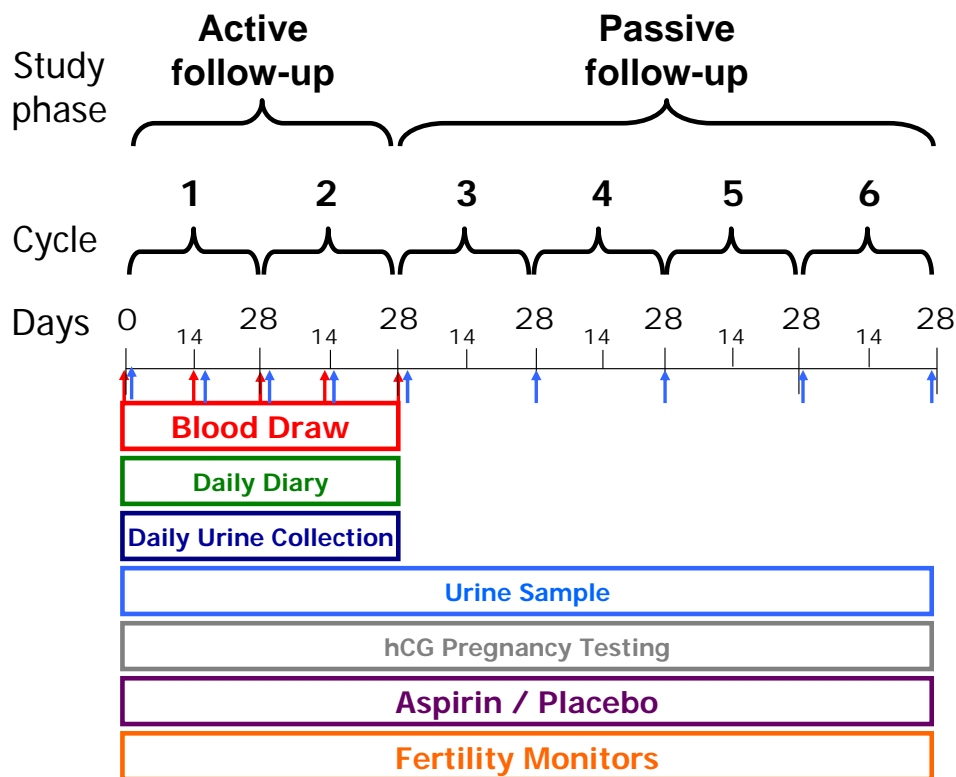 Study phase
Active follow-up
Passive follow-up
Cycle
1 2 3 4 5 6
Days
0 14 28 14 28 14 28 14 28 14 28 14 28
Blood Draw
Daily Diary
Daily Urine Collection
Urine Sample
hCG Pregnancy Testing
Aspirin / Placebo
Fertility Monitors